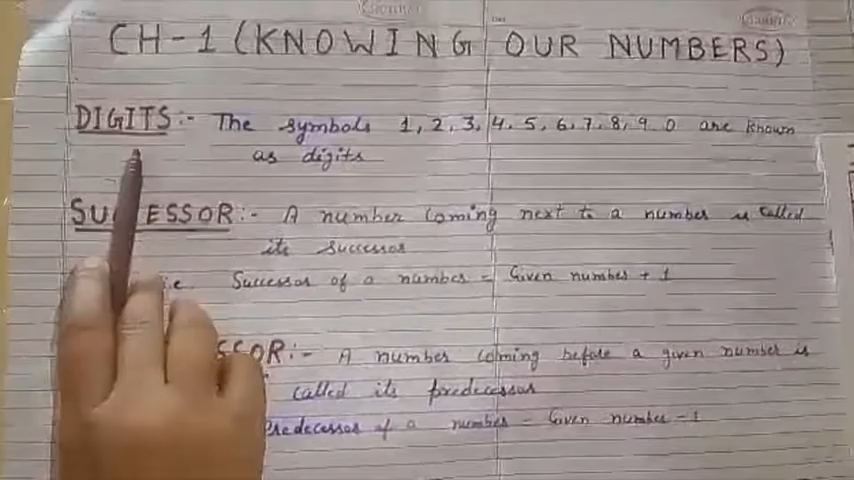 CH-1 (KNOWING OUR NUMBERS)
DIGITS:- The symbols 1, 2, 3, 4, 5, 6, 7, 8, 9, 0 are known
as digits
SUCCESSOR:- A number coming next to a number is called
its successor
i.e. Successor of a number = Given number + 1
SSOR:- A number coming before a given number is
called its predecessor
Predecessor of a number = Given number - 1